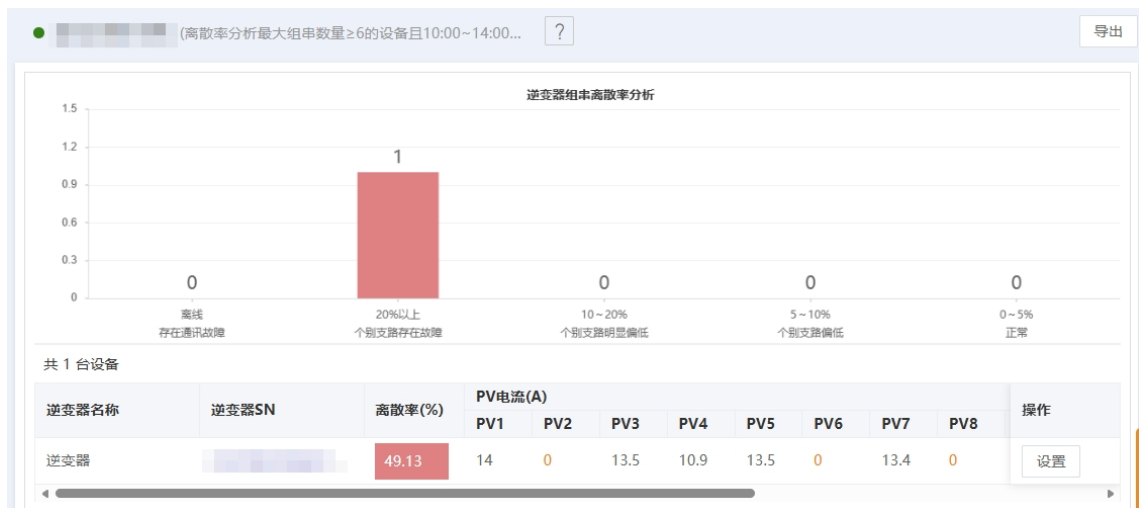 (离散率分析最大组串数量≥6的设备且10:00~14:00... ? 导出
逆变器组串离散率分析
1.5
1.2
0.9
0.6
0.3
0
0 1 0 0 0
离线 20%以上 10~20% 5~10% 0~5%
存在通讯故障 个别支路存在故障 个别支路明显偏低 个别支路偏低 正常
共 1 台设备
逆变器名称 逆变器SN 离散率(%) PV电流(A) 操作
PV1 PV2 PV3 PV4 PV5 PV6 PV7 PV8
逆变器 49.13 14 0 13.5 10.9 13.5 0 13.4 0 设置